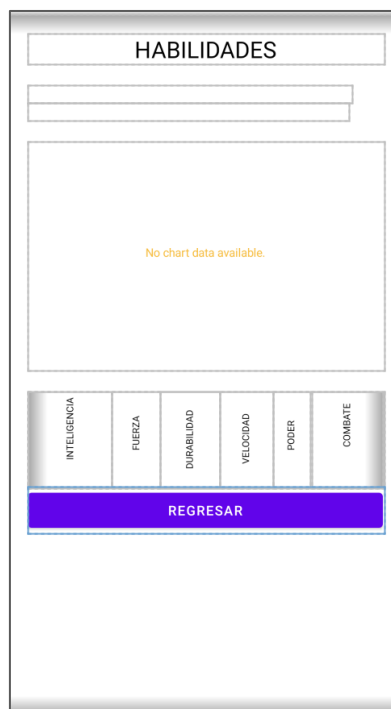 HABILIDADES
No chart data available.
INTELIGENCIA
FUERZA
DURABILIDAD
VELOCIDAD
PODER
COMBATE
REGRESAR